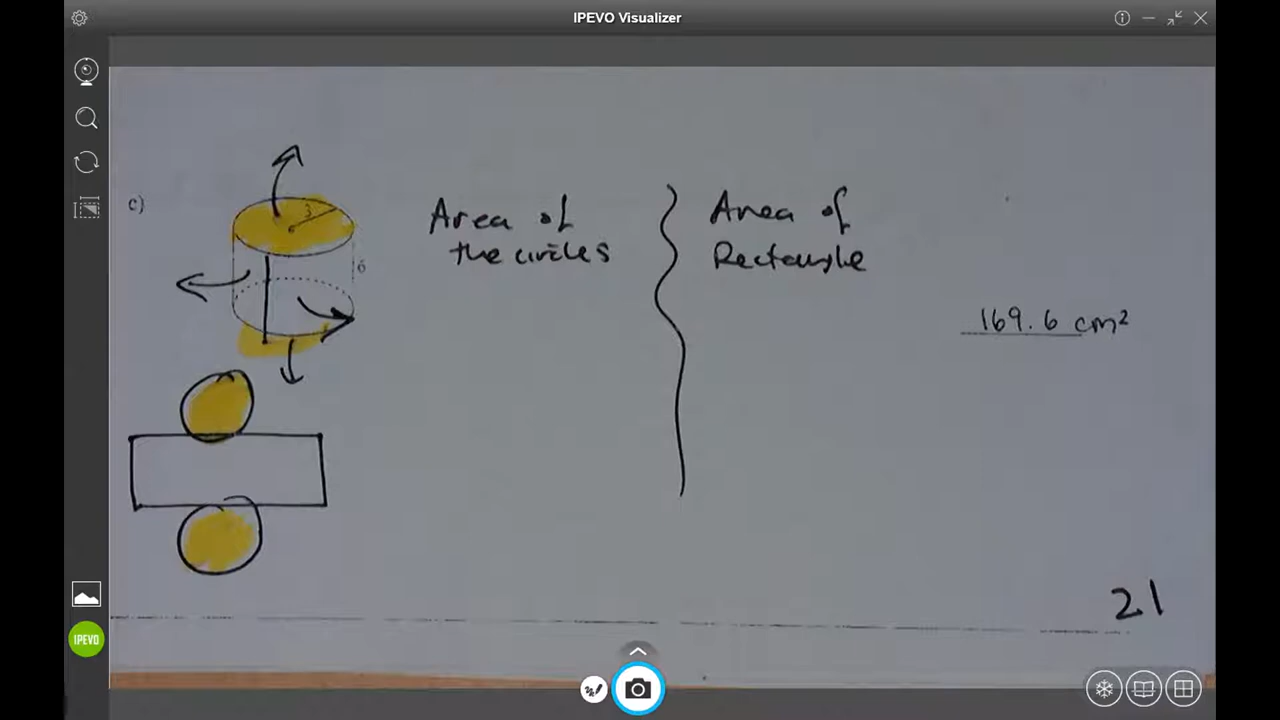 IPEVO Visualizer
c)
3
6
Area of
the circles
Area of
Rectangle
169.6 cm²
21
IPEVO